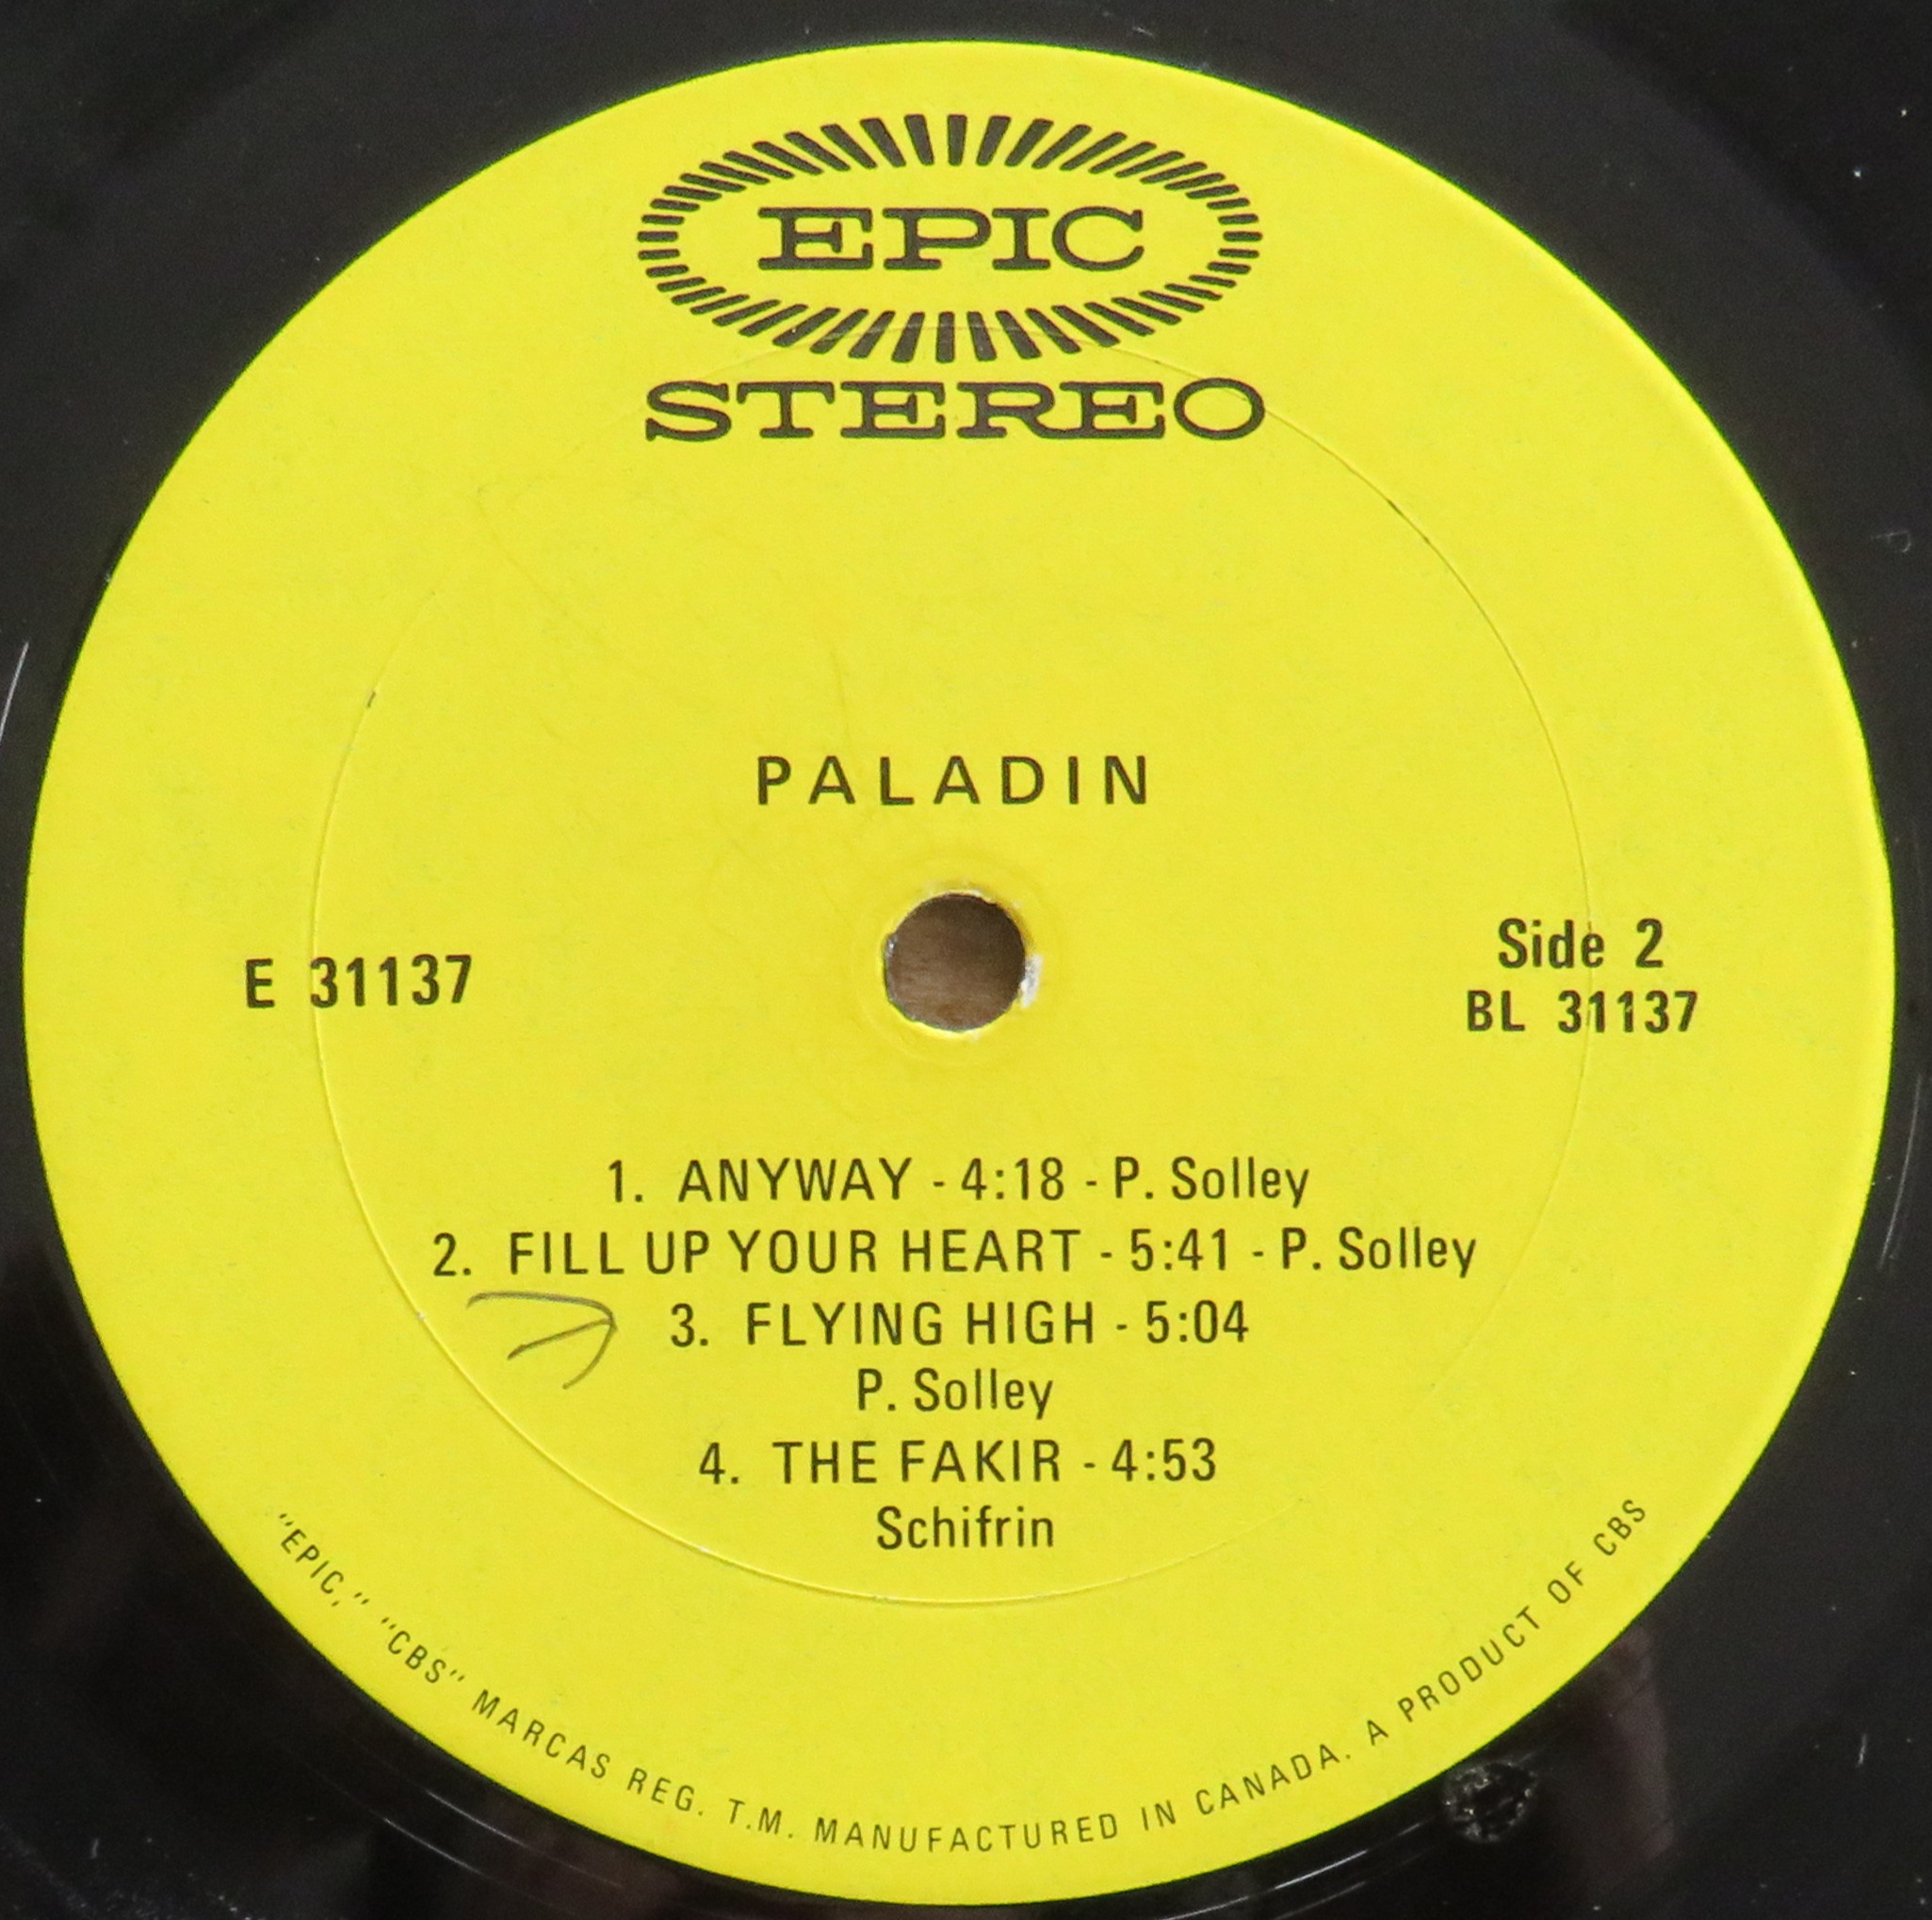 EPIC
STEREO
PALADIN
E 31137
Side 2
BL 31137
1. ANYWAY - 4:18 - P. Solley
2. FILL UP YOUR HEART - 5:41 - P. Solley
3. FLYING HIGH - 5:04
P. Solley
4. THE FAKIR - 4:53
Schifrin
"EPIC," "CBS" MARCAS REG. T.M. MANUFACTURED IN CANADA. A PRODUCT OF CBS